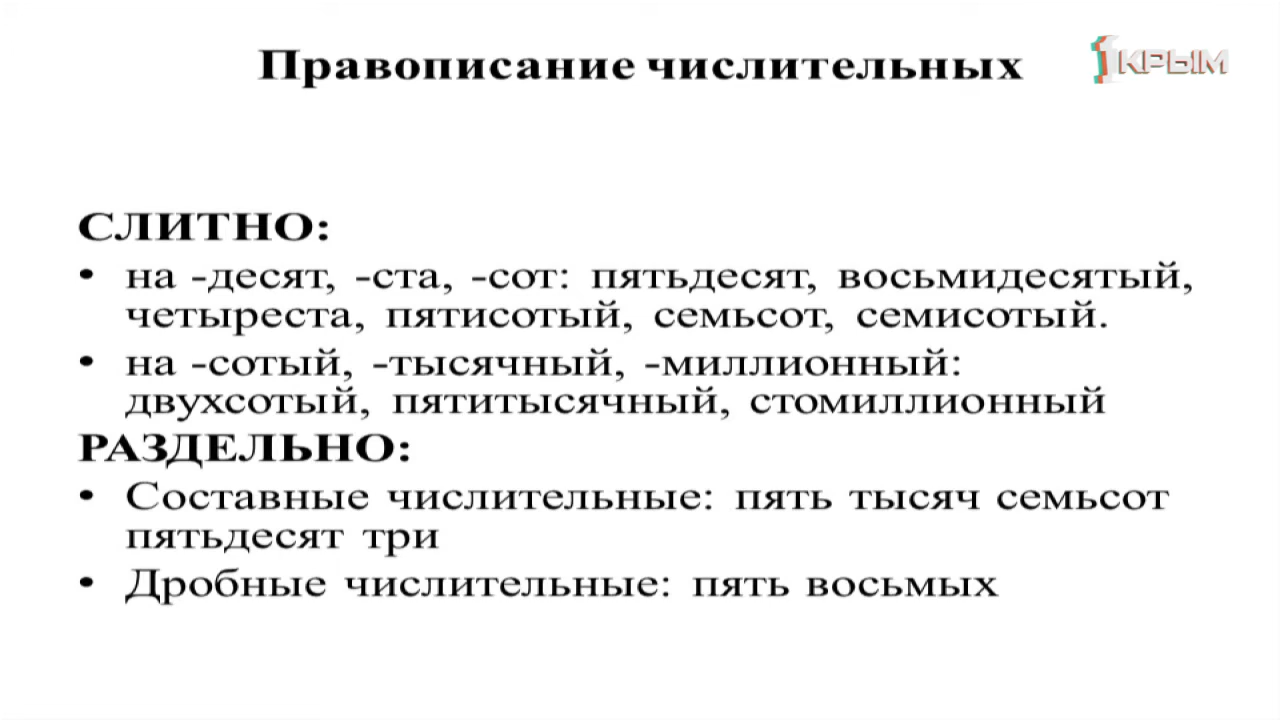 Правописание числительных
1КРЫМ
СЛИТНО:
• на -десят, -ста, -сот: пятьдесят, восьмидесятый,
четыреста, пятисотый, семьсот, семисотый.
• на -сотый, -тысячный, -миллионный:
двухсотый, пятитысячный, стомиллионный
РАЗДЕЛЬНО:
• Составные числительные: пять тысяч семьсот
пятьдесят три
• Дробные числительные: пять восьмых